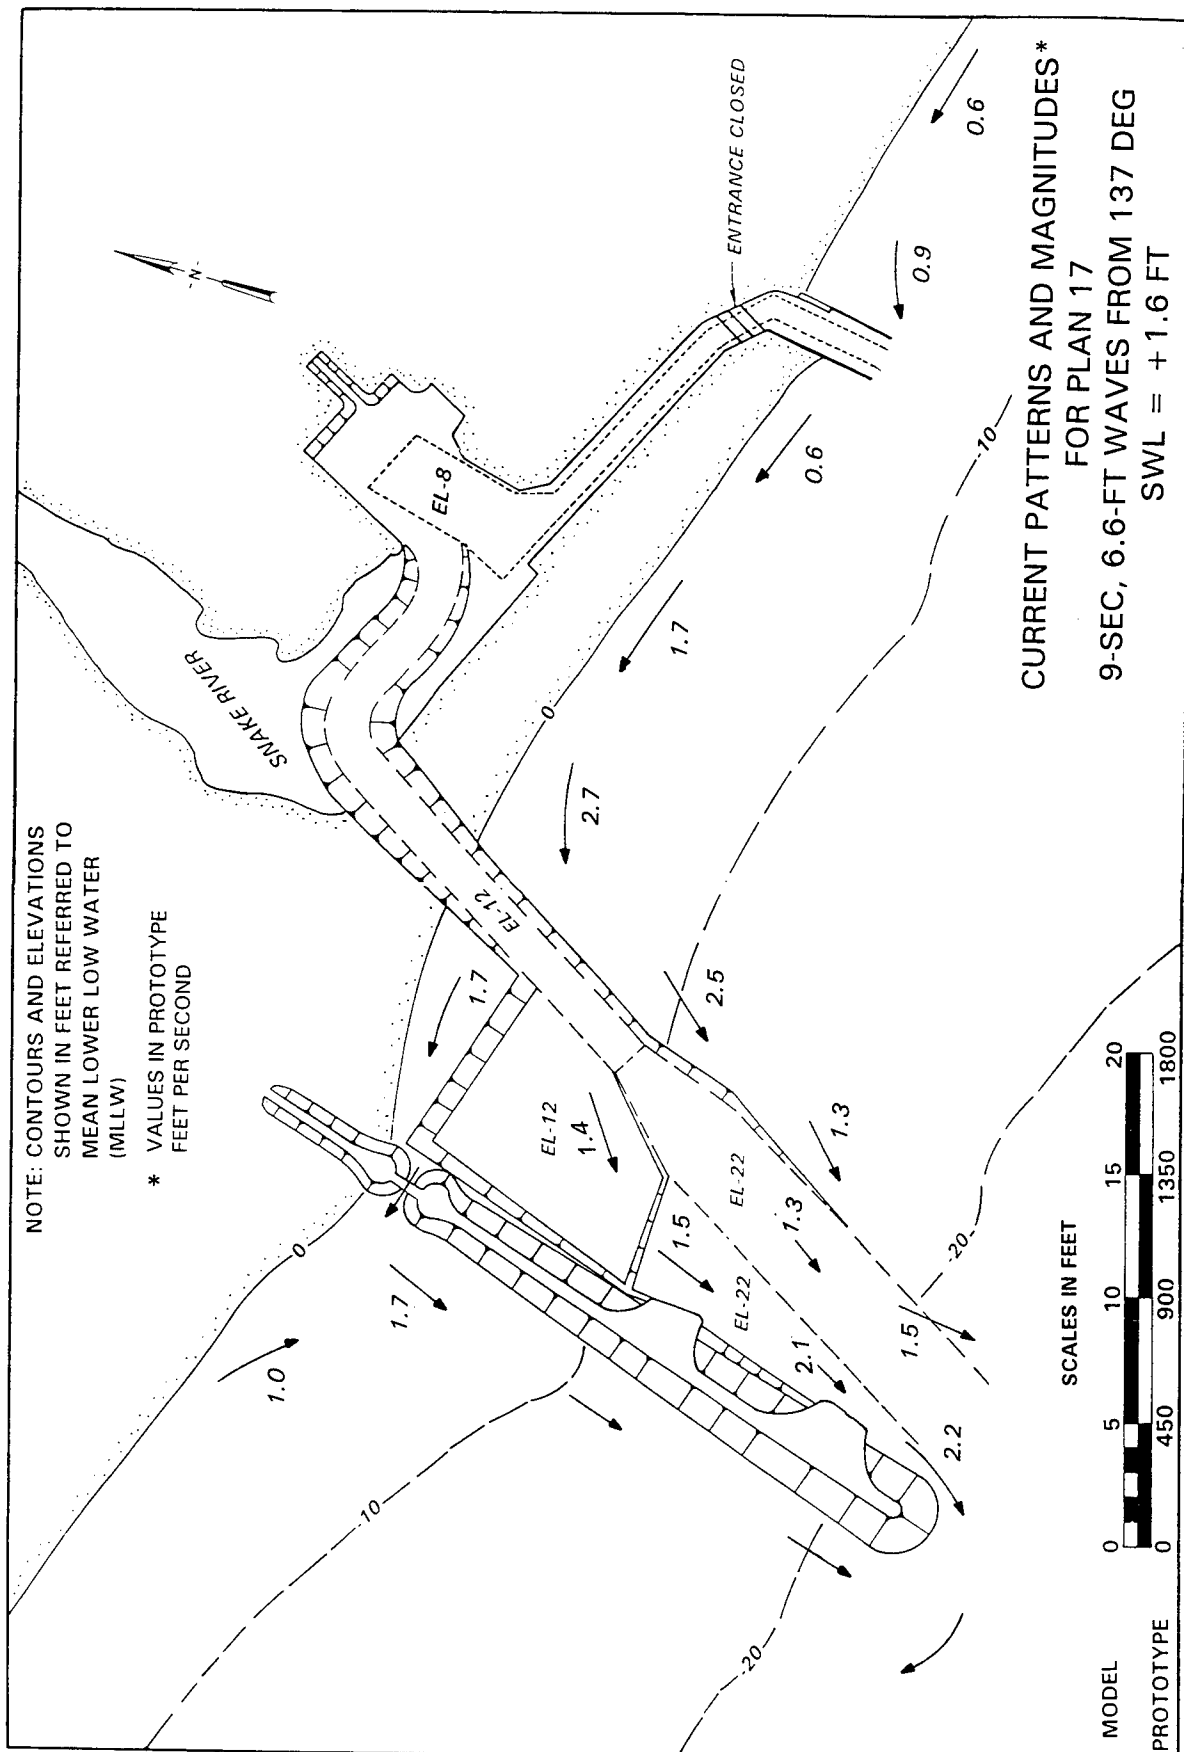 NOTE: CONTOURS AND ELEVATIONS
SHOWN IN FEET REFERRED TO
MEAN LOWER LOW WATER
(MLLW)
* VALUES IN PROTOTYPE
FEET PER SECOND
SNAKE RIVER
-N-
EL-8
ENTRANCE CLOSED
EL-12
EL-12
EL-22
EL-22
0
0
-10
-10
-20
-20
1.0
1.7
1.7
1.4
1.5
2.1
2.2
1.3
1.5
1.3
2.5
2.7
1.7
0.6
0.9
0.6
CURRENT PATTERNS AND MAGNITUDES*
FOR PLAN 17
9-SEC, 6.6-FT WAVES FROM 137 DEG
SWL = +1.6 FT
SCALES IN FEET
MODEL 0 5 10 15 20
PROTOTYPE 0 450 900 1350 1800